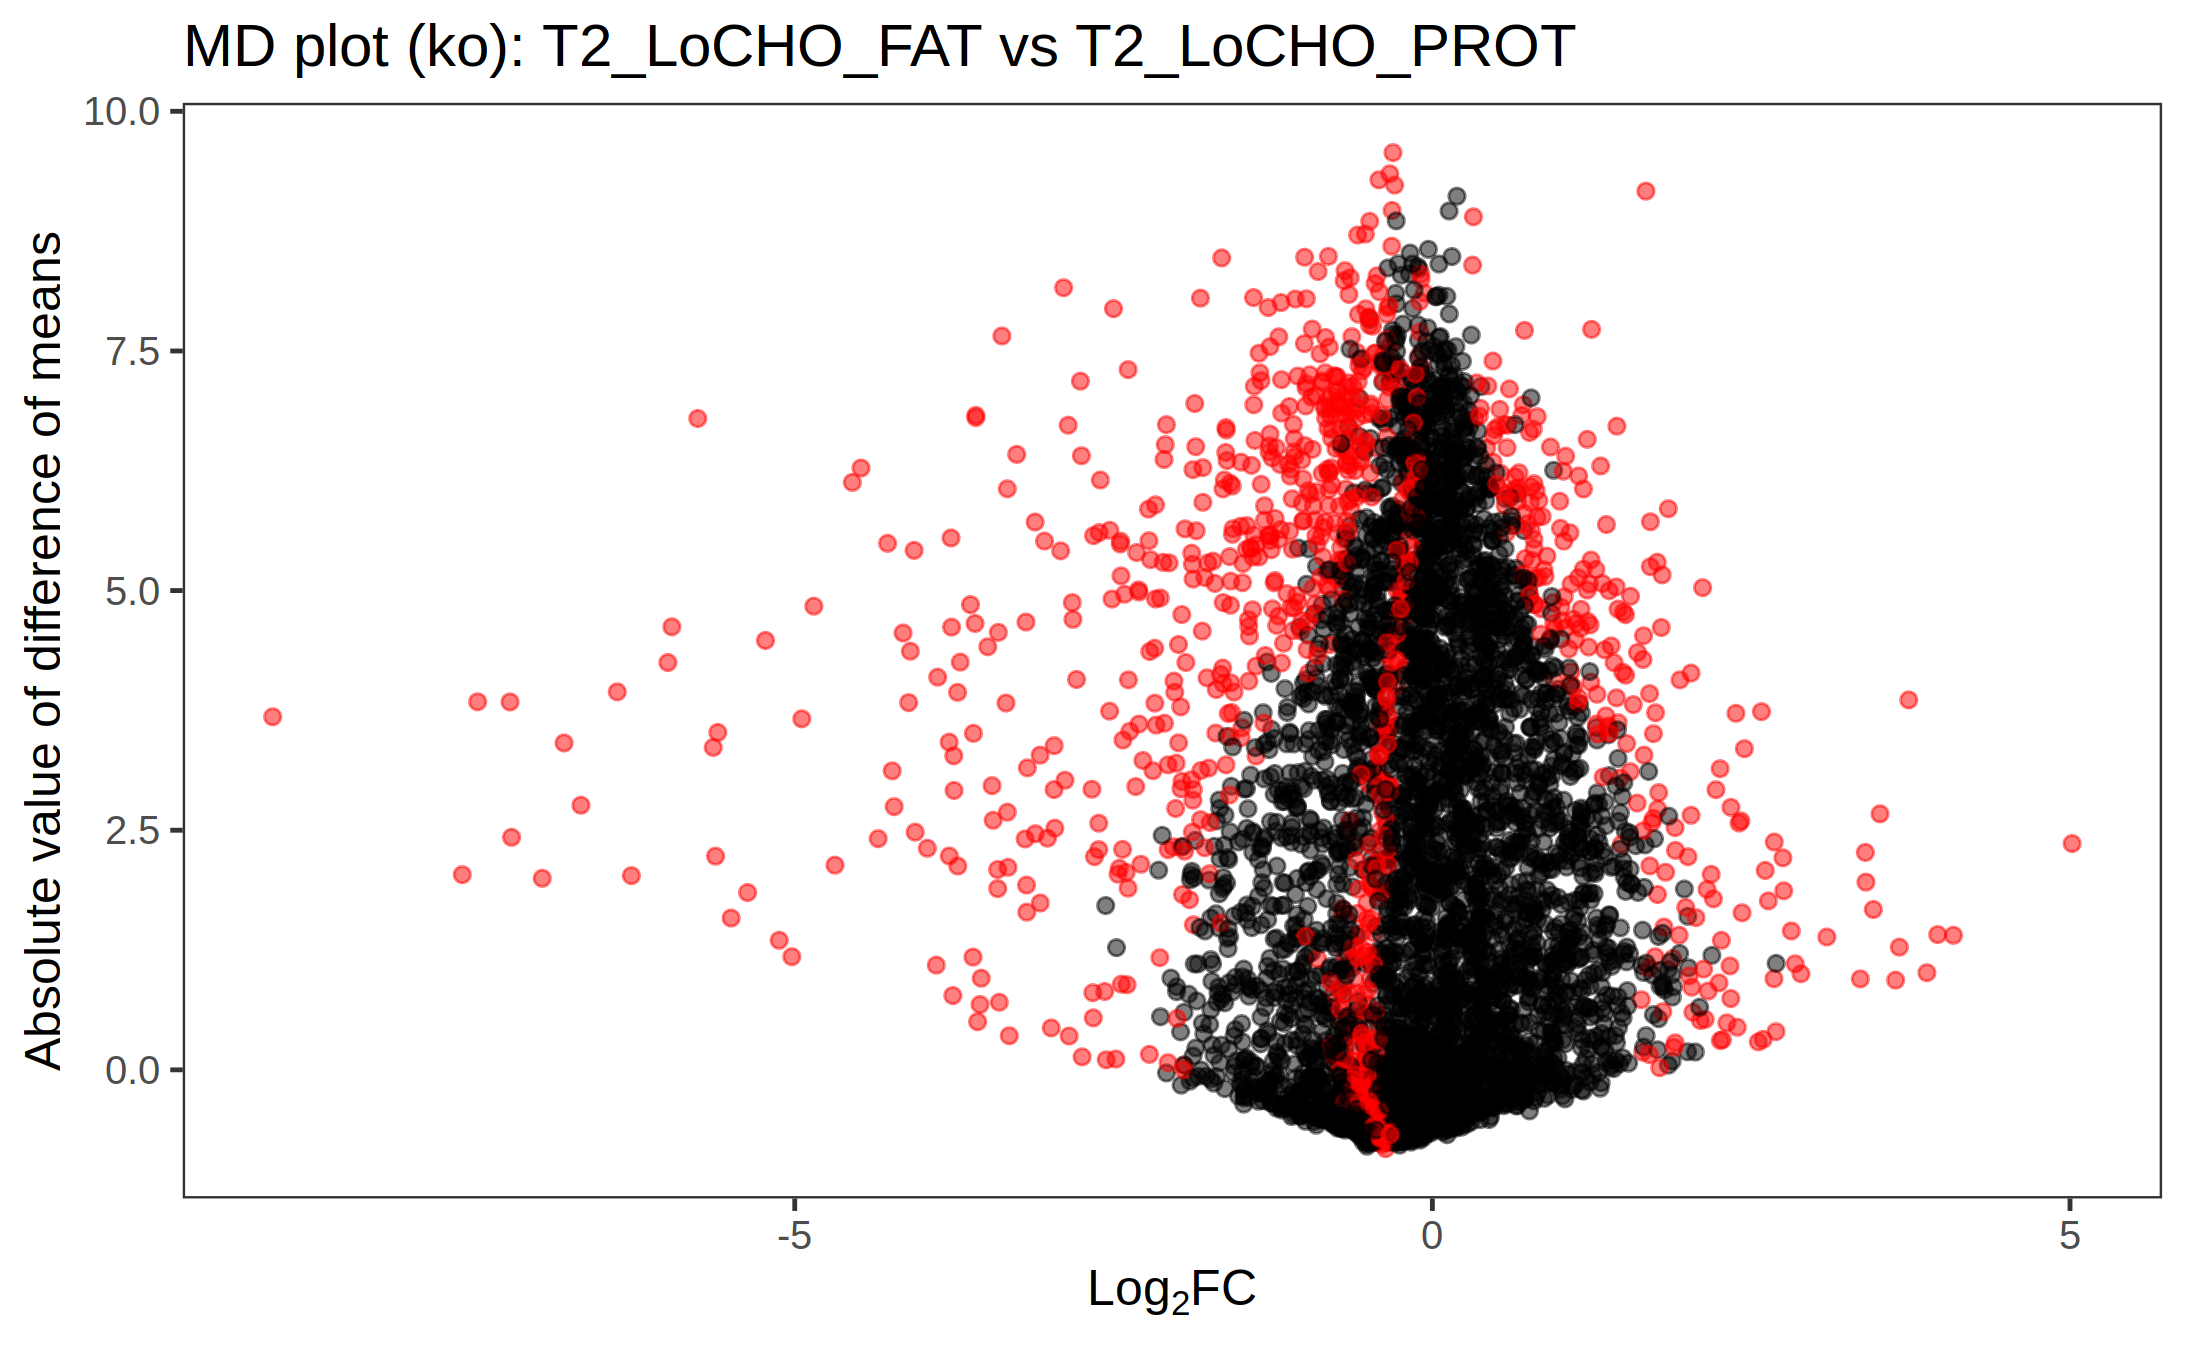 MD plot (ko): T2_LoCHO_FAT vs T2_LoCHO_PROT
10.0
7.5
5.0
2.5
0.0
Absolute value of difference of means
-5
0
5
Log₂FC